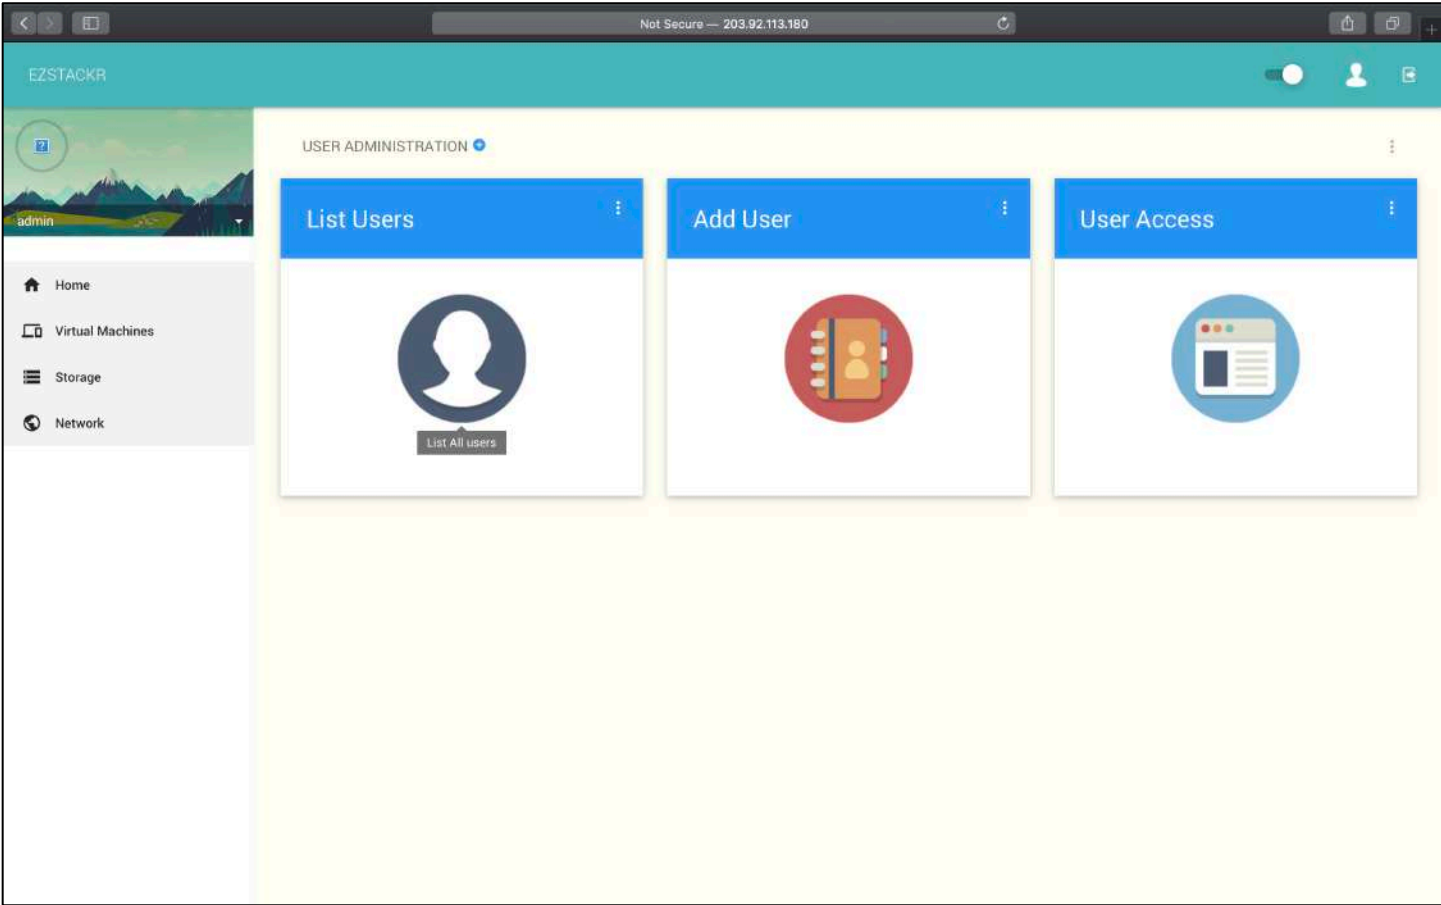 Not Secure — 203.92.113.180
EZSTACKR
admin
Home
Virtual Machines
Storage
Network
USER ADMINISTRATION
List Users
List All users
Add User
User Access